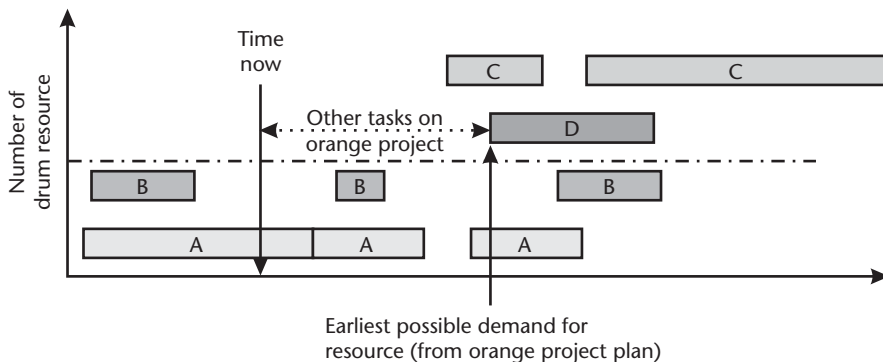 Time
now
C
C
Other tasks on
orange project
D
Number of
drum resource
B
B
B
A
A
A
Earliest possible demand for
resource (from orange project plan)